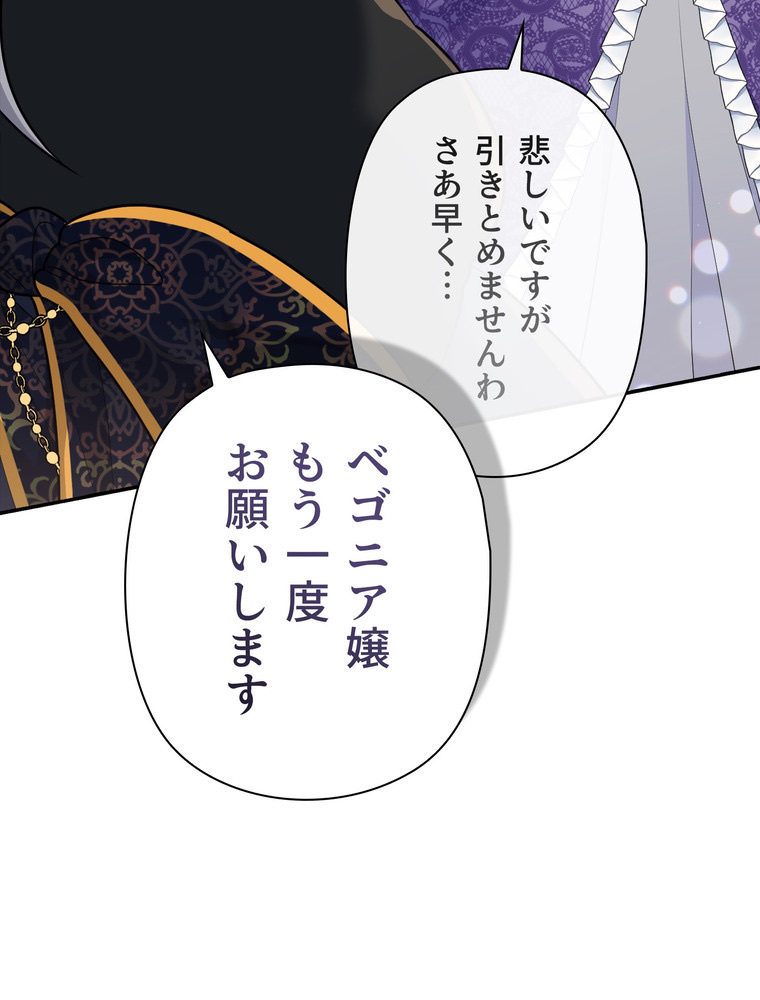 悲しいですが
引きとめませんわ
さあ早く…
ベゴニア嬢
もう一度
お願いします